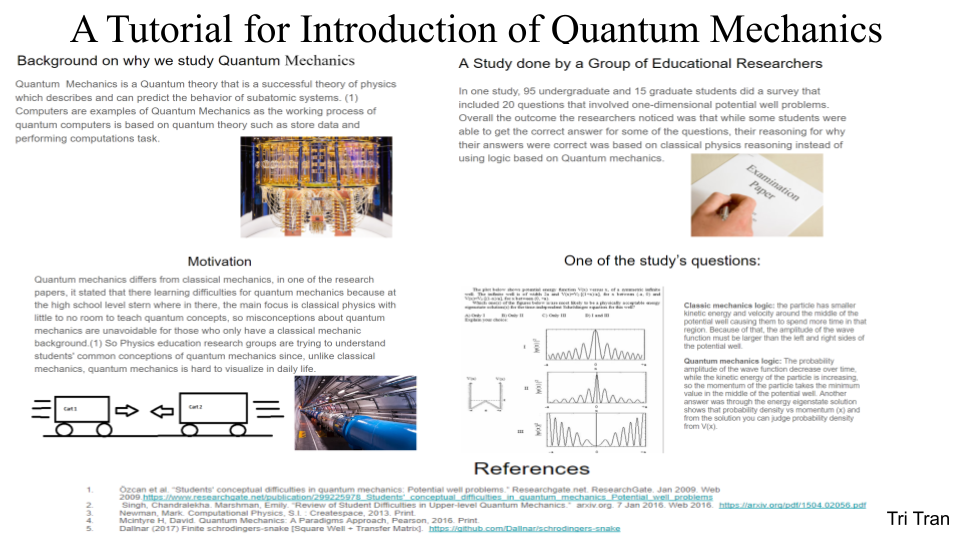 A Tutorial for Introduction of Quantum Mechanics
Background on why we study Quantum Mechanics
Quantum Mechanics is a Quantum theory that is a successful theory of physics
which describes and can predict the behavior of subatomic systems. (1)
Computers are examples of Quantum Mechanics as the working process of
quantum computers is based on quantum theory such as store data and
performing computations task.
A Study done by a Group of Educational Researchers
In one study, 95 undergraduate and 15 graduate students did a survey that
included 20 questions that involved one-dimensional potential well problems.
Overall the outcome the researchers noticed was that while some students were
able to get the correct answer for some of the questions, their reasoning for why
their answers were correct was based on classical physics reasoning instead of
using logic based on Quantum mechanics.
Examination
Paper
Motivation
Quantum mechanics differs from classical mechanics, in one of the research
papers, it stated that there learning difficulties for quantum mechanics because at
the high school level stern where in there, the main focus is classical physics with
little to no room to teach quantum concepts, so misconceptions about quantum
mechanics are unavoidable for those who only have a classical mechanic
background.(1) So Physics education research groups are trying to understand
students' common conceptions of quantum mechanics since, unlike classical
mechanics, quantum mechanics is hard to visualize in daily life.
Cart 1
Cart 2
One of the study's questions:
The plot below shows potential energy function V(x) versus x, of a symmetric infinite
A) Only I B) Only II C) Only III D) I and III
Explain your choice:
I
II
III
Classic mechanics logic: the particle has smaller
kinetic energy and velocity around the middle of the
potential well causing them to spend more time in that
region. Because of that, the amplitude of the wave
function must be larger than the left and right sides of
the potential well.
Quantum mechanics logic: The probability
amplitude of the wave function decrease over time,
while the kinetic energy of the particle is increasing,
so the momentum of the particle takes the minimum
value in the middle of the potential well. Another
answer was through the energy eigenstate solution
shows that probability density vs momentum (x) and
from the solution you can judge probability density
from V(x).
References
1. Özcan et al. "Students' conceptual difficulties in quantum mechanics: Potential well problems." Researchgate.net. ResearchGate. Jan 2009. Web
2009.https://www.researchgate.net/publication/299225978_Students'_conceptual_difficulties_in_quantum_mechanics_Potential_well_problems
2. Singh, Chandralekha. Marshman, Emily. "Review of Student Difficulties in Upper-level Quantum Mechanics." arxiv.org. 7 Jan 2016. Web 2016. https://arxiv.org/pdf/1504.02056.pdf
3. Newman, Mark. Computational Physics, S.l. : Createspace, 2013. Print.
4. Mcintyre H, David. Quantum Mechanics: A Paradigms Approach, Pearson, 2016. Print.
5. Dallnar (2017) Finite schrodingers-snake [Square Well + Transfer Matrix]. https://github.com/Dallnar/schrodingers-snake
Tri Tran